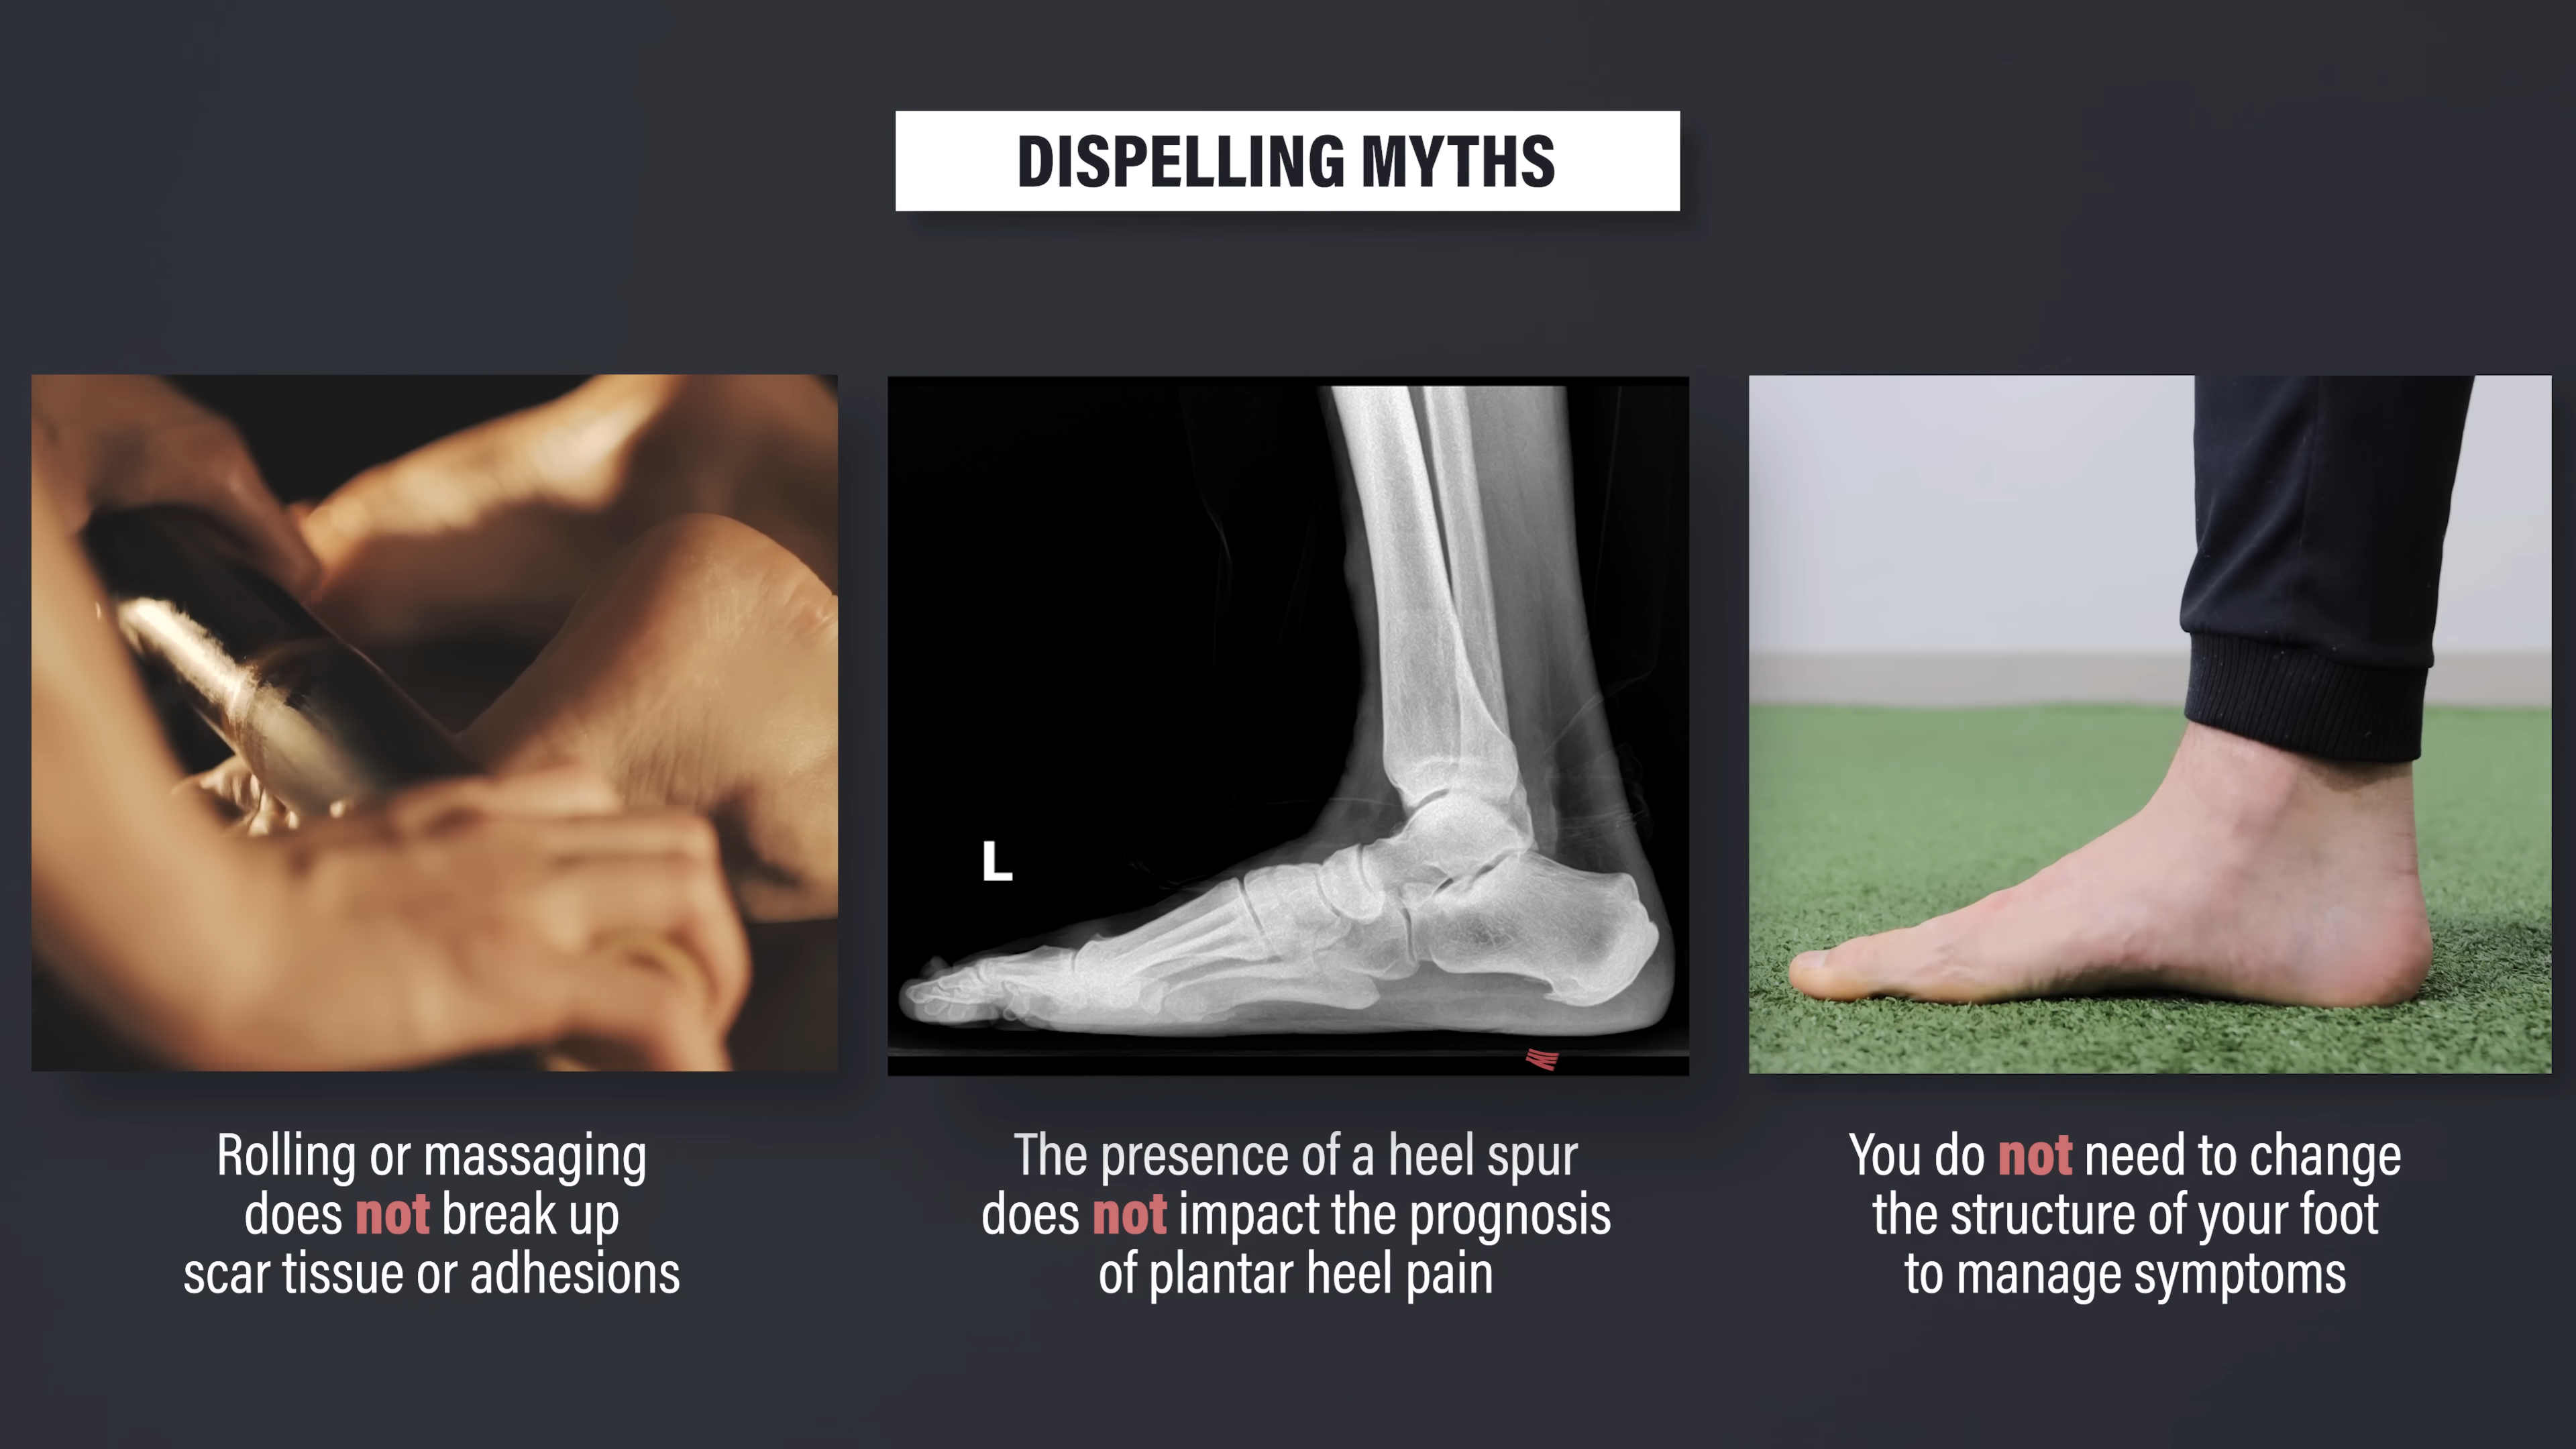 DISPELLING MYTHS
Rolling or massaging
does not break up
scar tissue or adhesions
L
The presence of a heel spur
does not impact the prognosis
of plantar heel pain
You do not need to change
the structure of your foot
to manage symptoms